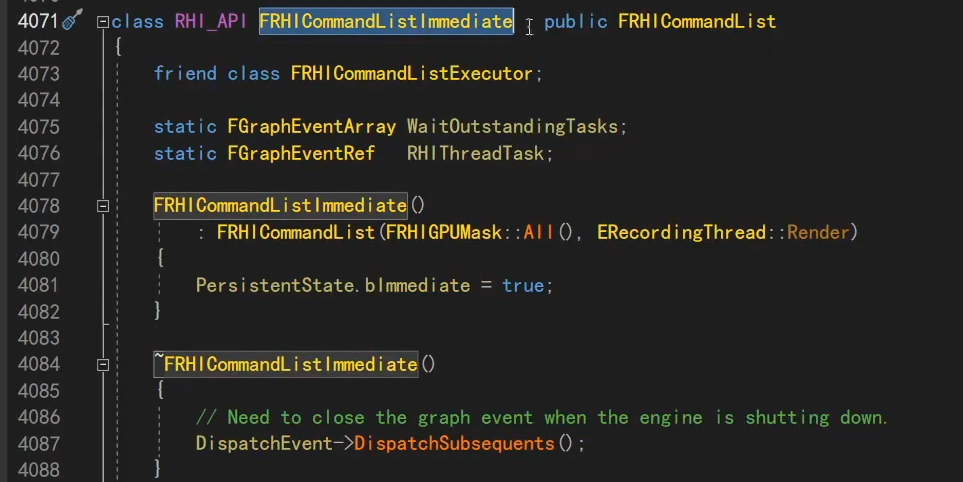 4071 class RHI_API FRHICommandListImmediate : public FRHICommandList
4072 {
4073 friend class FRHICommandListExecutor;
4074
4075 static FGraphEventArray WaitOutstandingTasks;
4076 static FGraphEventRef RHIThreadTask;
4077
4078 FRHICommandListImmediate()
4079 : FRHICommandList(FRHIGPUMask::All(), ERecordingThread::Render)
4080 {
4081 PersistentState.bImmediate = true;
4082 }
4083
4084 ~FRHICommandListImmediate()
4085 {
4086 // Need to close the graph event when the engine is shutting down.
4087 DispatchEvent->DispatchSubsequents();
4088 }